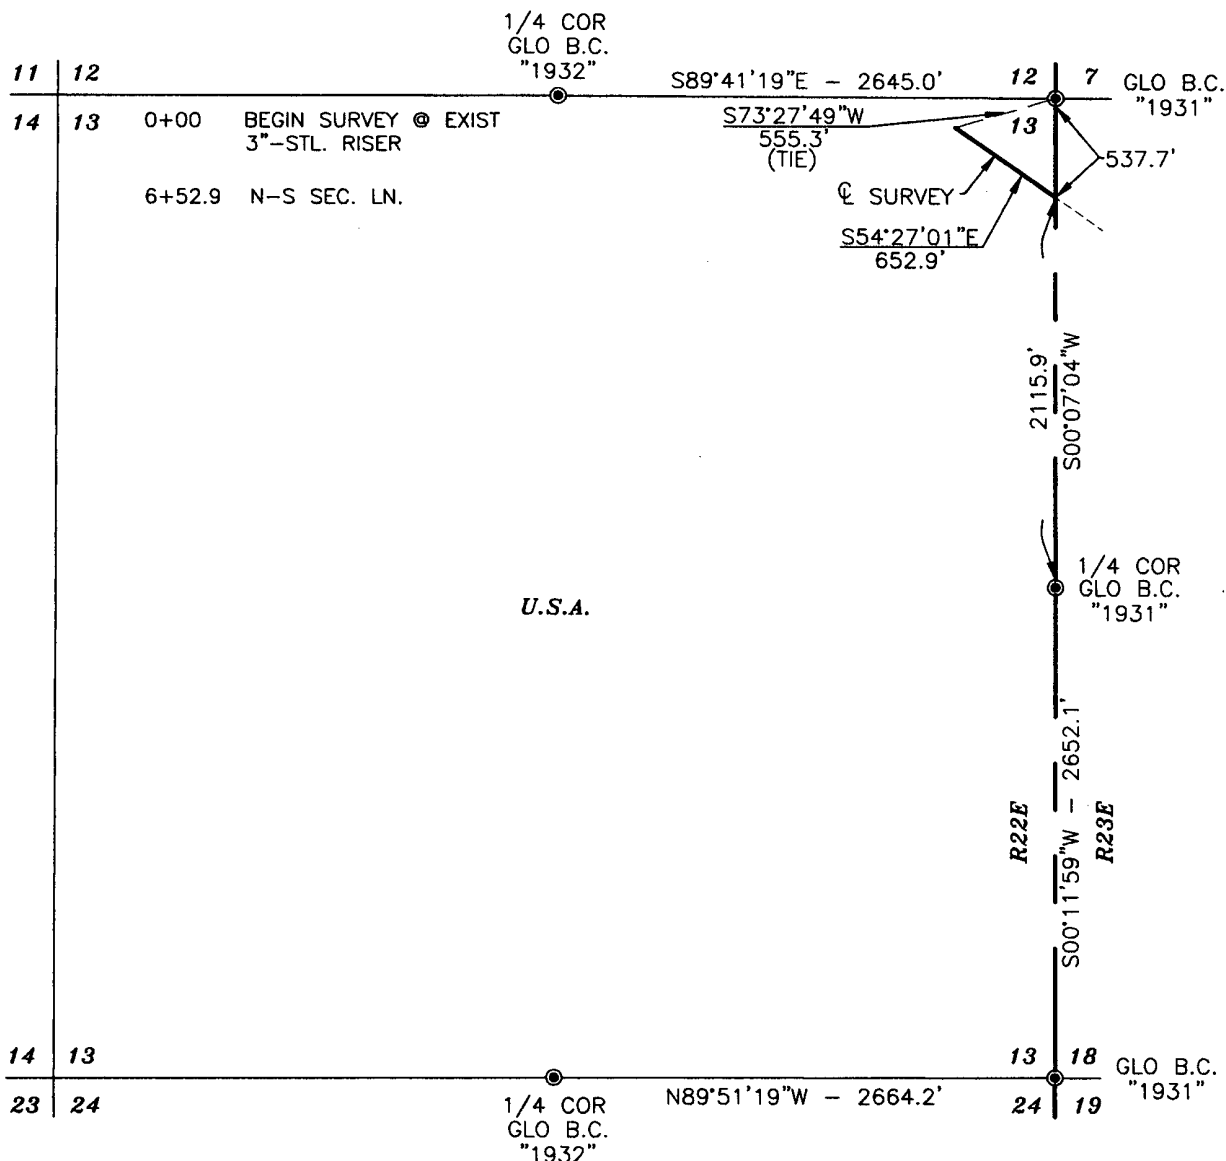 1/4 COR
GLO B.C.
"1932"
11 12
S89°41'19"E – 2645.0'
12 7
GLO B.C.
"1931"
14 13
0+00 BEGIN SURVEY @ EXIST
3"–STL. RISER
S73°27'49"W
555.3'
(TIE)
13
537.7'
6+52.9 N–S SEC. LN.
℄ SURVEY
S54°27'01"E
652.9'
2115.9'
S00°07'04"W
1/4 COR
GLO B.C.
"1931"
U.S.A.
S00°11'59"W – 2652.1'
R22E
R23E
14 13
13 18
GLO B.C.
"1931"
23 24
N89°51'19"W – 2664.2'
24 19
1/4 COR
GLO B.C.
"1932"